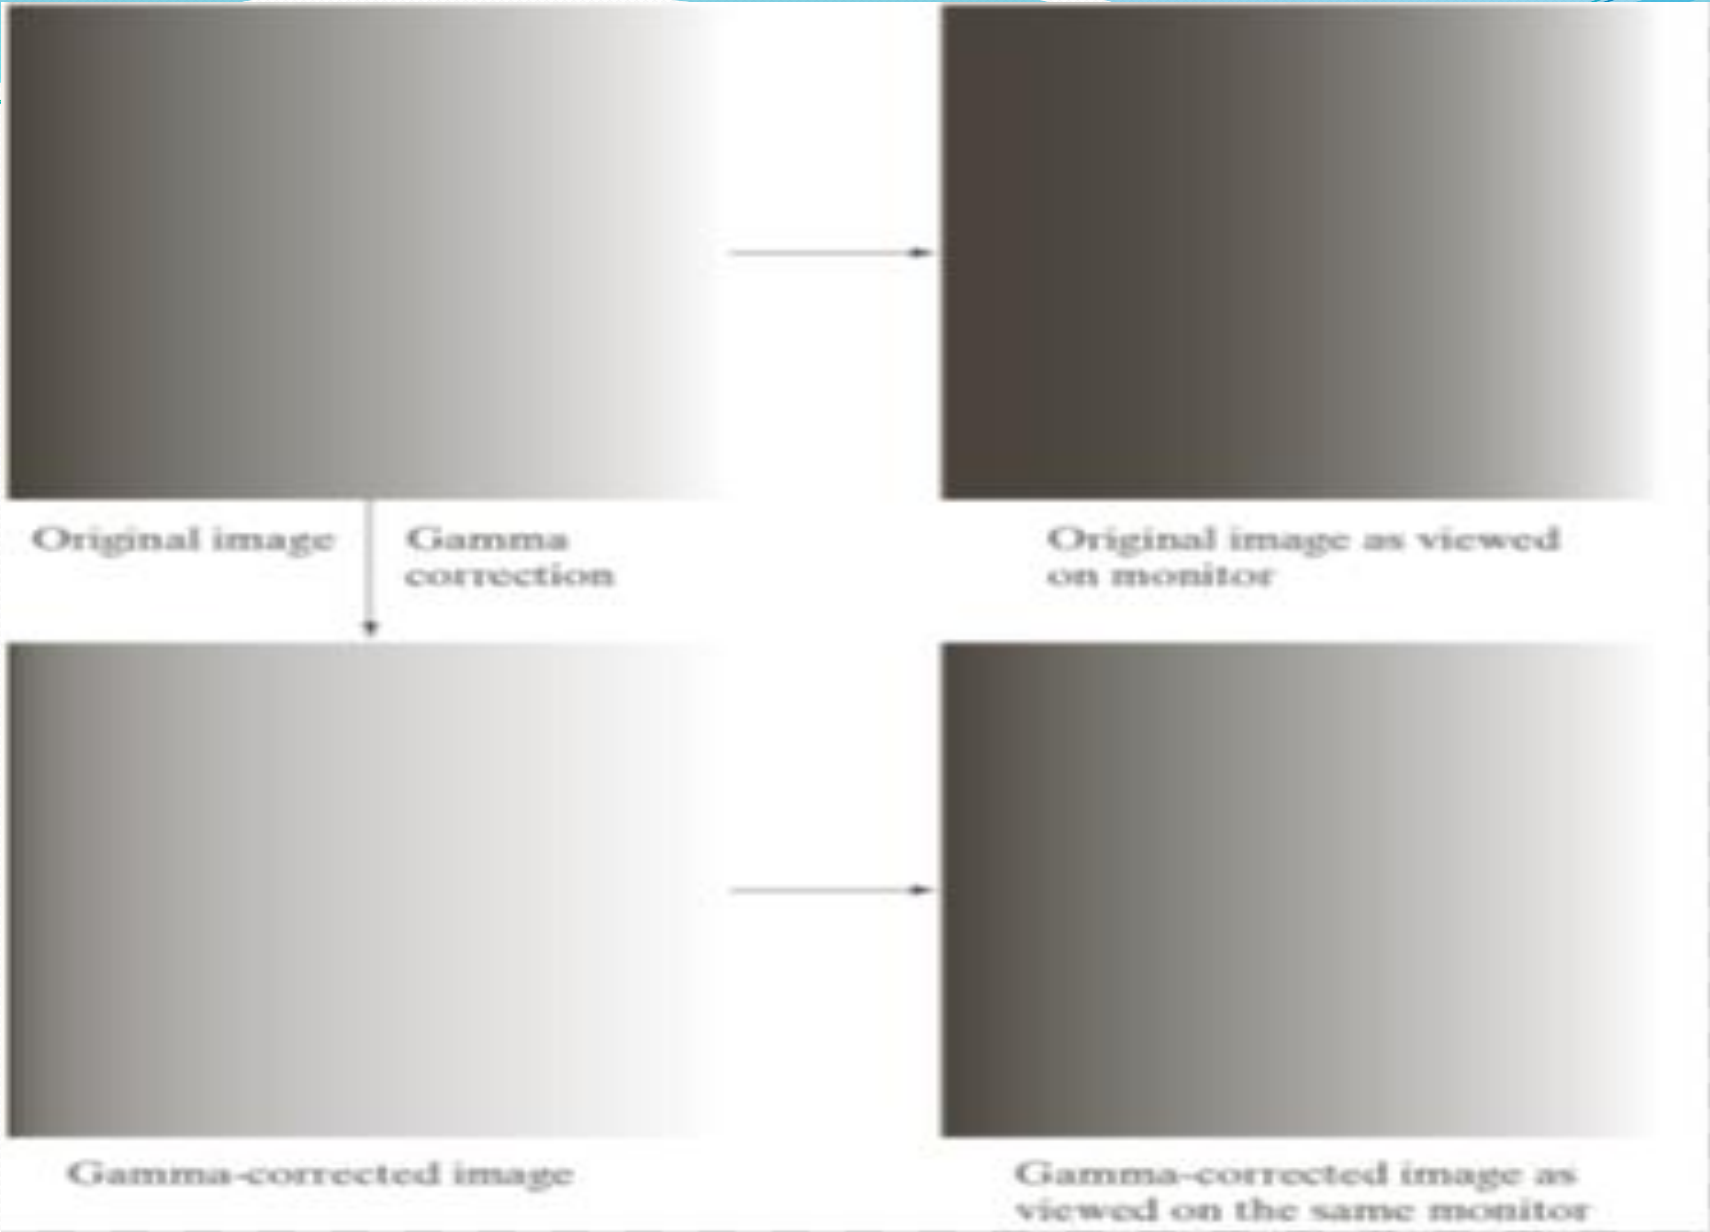 Original image
Gamma
correction
Original image as viewed
on monitor
Gamma-corrected image
Gamma-corrected image as
viewed on the same monitor